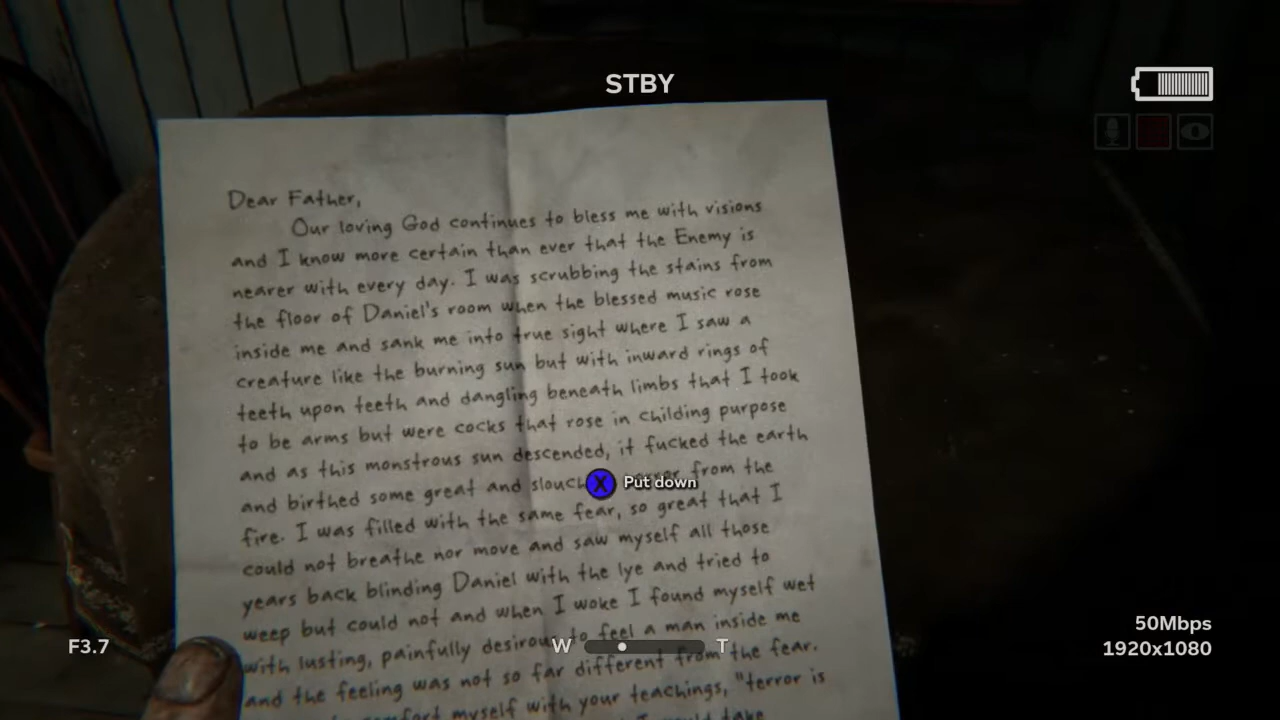 STBY
Dear Father,
Our loving God continues to bless me with visions
and I know more certain than ever that the Enemy is
nearer with every day. I was scrubbing the stains from
the floor of Daniel's room when the blessed music rose
inside me and sank me into true sight where I saw a
creature like the burning sun but with inward rings of
teeth upon teeth and dangling beneath limbs that I took
to be arms but were cocks that rose in childing purpose
and as this monstrous sun descended, it fucked the earth
and birthed some great and from the
X Put down
fire. I was filled with the same fear, so great that I
could not breathe nor move and saw myself all those
years back blinding Daniel with the lye and tried to
weep but could not and when I woke I found myself wet
with lusting, painfully desirous to feel a man inside me
and the feeling was not so far different from the fear.
comfort myself with your teachings, "terror is
I would take
F3.7
W T
50Mbps
1920x1080